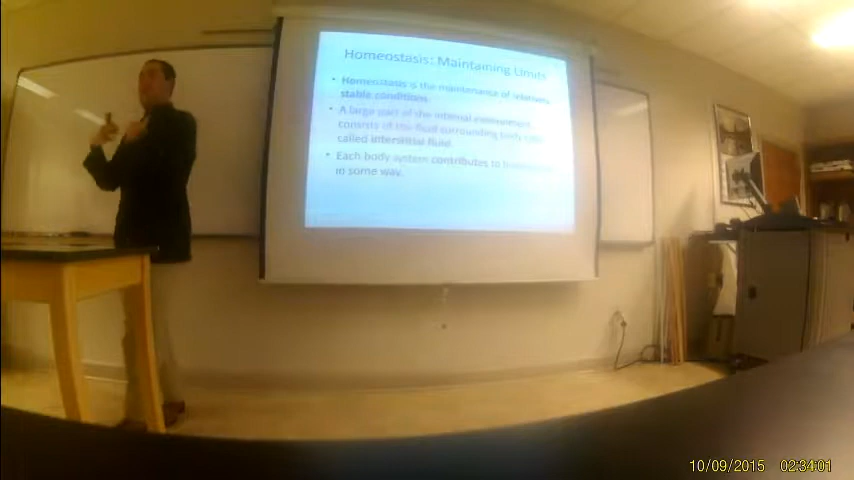 Homeostasis: Maintaining Limits
• Homeostasis is the maintenance of relatively
stable conditions.
• A large part of the internal environment
consists of the fluid surrounding body cells
called interstitial fluid.
• Each body system contributes to
in some way.
10/09/2015 02:34:01